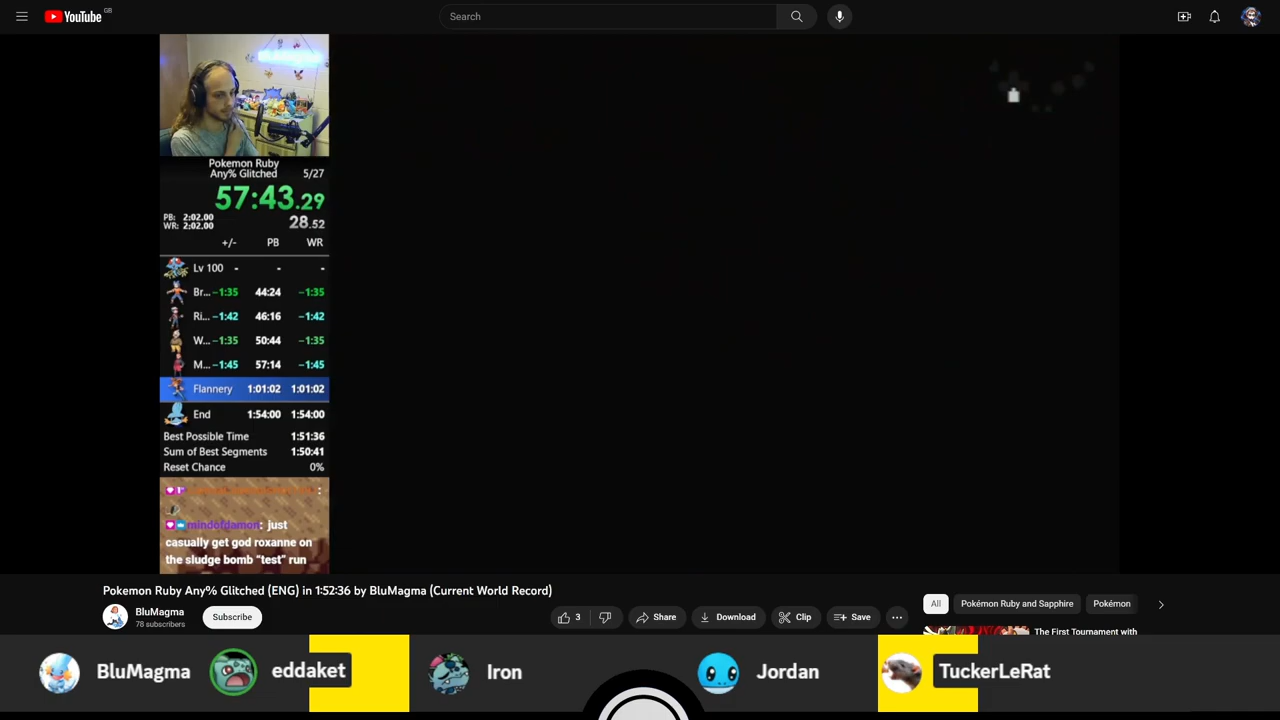 YouTube GB
Search
Pokemon Ruby
Any% Glitched 5/27
57:43.29
PB: 2:02.00
WR: 2:02.00
28.52
+/- PB WR
Lv 100 - - -
Br... −1:35 44:24 −1:35
Ri... −1:42 46:16 −1:42
W... −1:35 50:44 −1:35
M... −1:45 57:14 −1:45
Flannery 1:01:02 1:01:02
End 1:54:00 1:54:00
Best Possible Time 1:51:36
Sum of Best Segments 1:50:41
Reset Chance 0%
mindofdamon: just
casually get god roxanne on
the sludge bomb "test" run
Pokemon Ruby Any% Glitched (ENG) in 1:52:36 by BluMagma (Current World Record)
BluMagma
78 subscribers
Subscribe
3
Share
Download
Clip
Save
All
Pokémon Ruby and Sapphire
Pokémon
The First Tournament with
BluMagma
eddaket
Iron
Jordan
TuckerLeRat